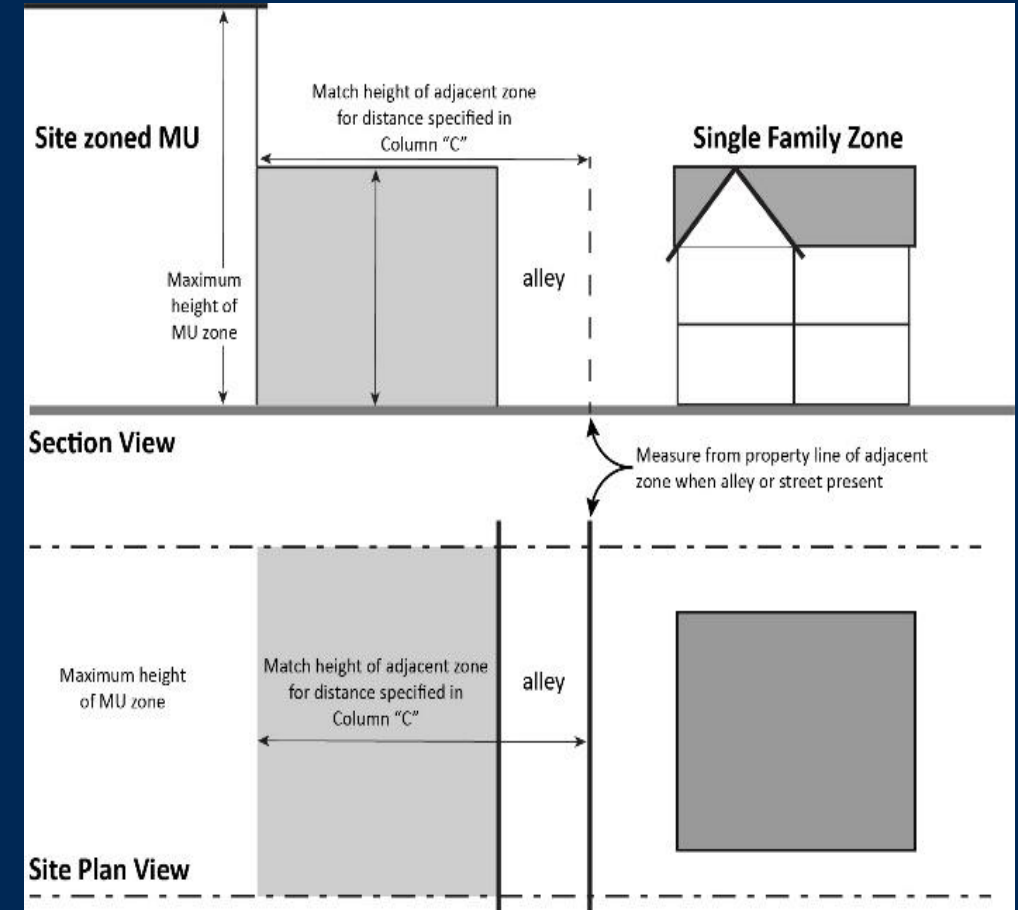 Match height of adjacent zone
for distance specified in
Column “C”
Site zoned MU
Single Family Zone
Maximum
height of
MU zone
alley
Section View
Measure from property line of adjacent
zone when alley or street present
Maximum height
of MU zone
Match height of adjacent zone
for distance specified in
Column “C”
alley
Site Plan View